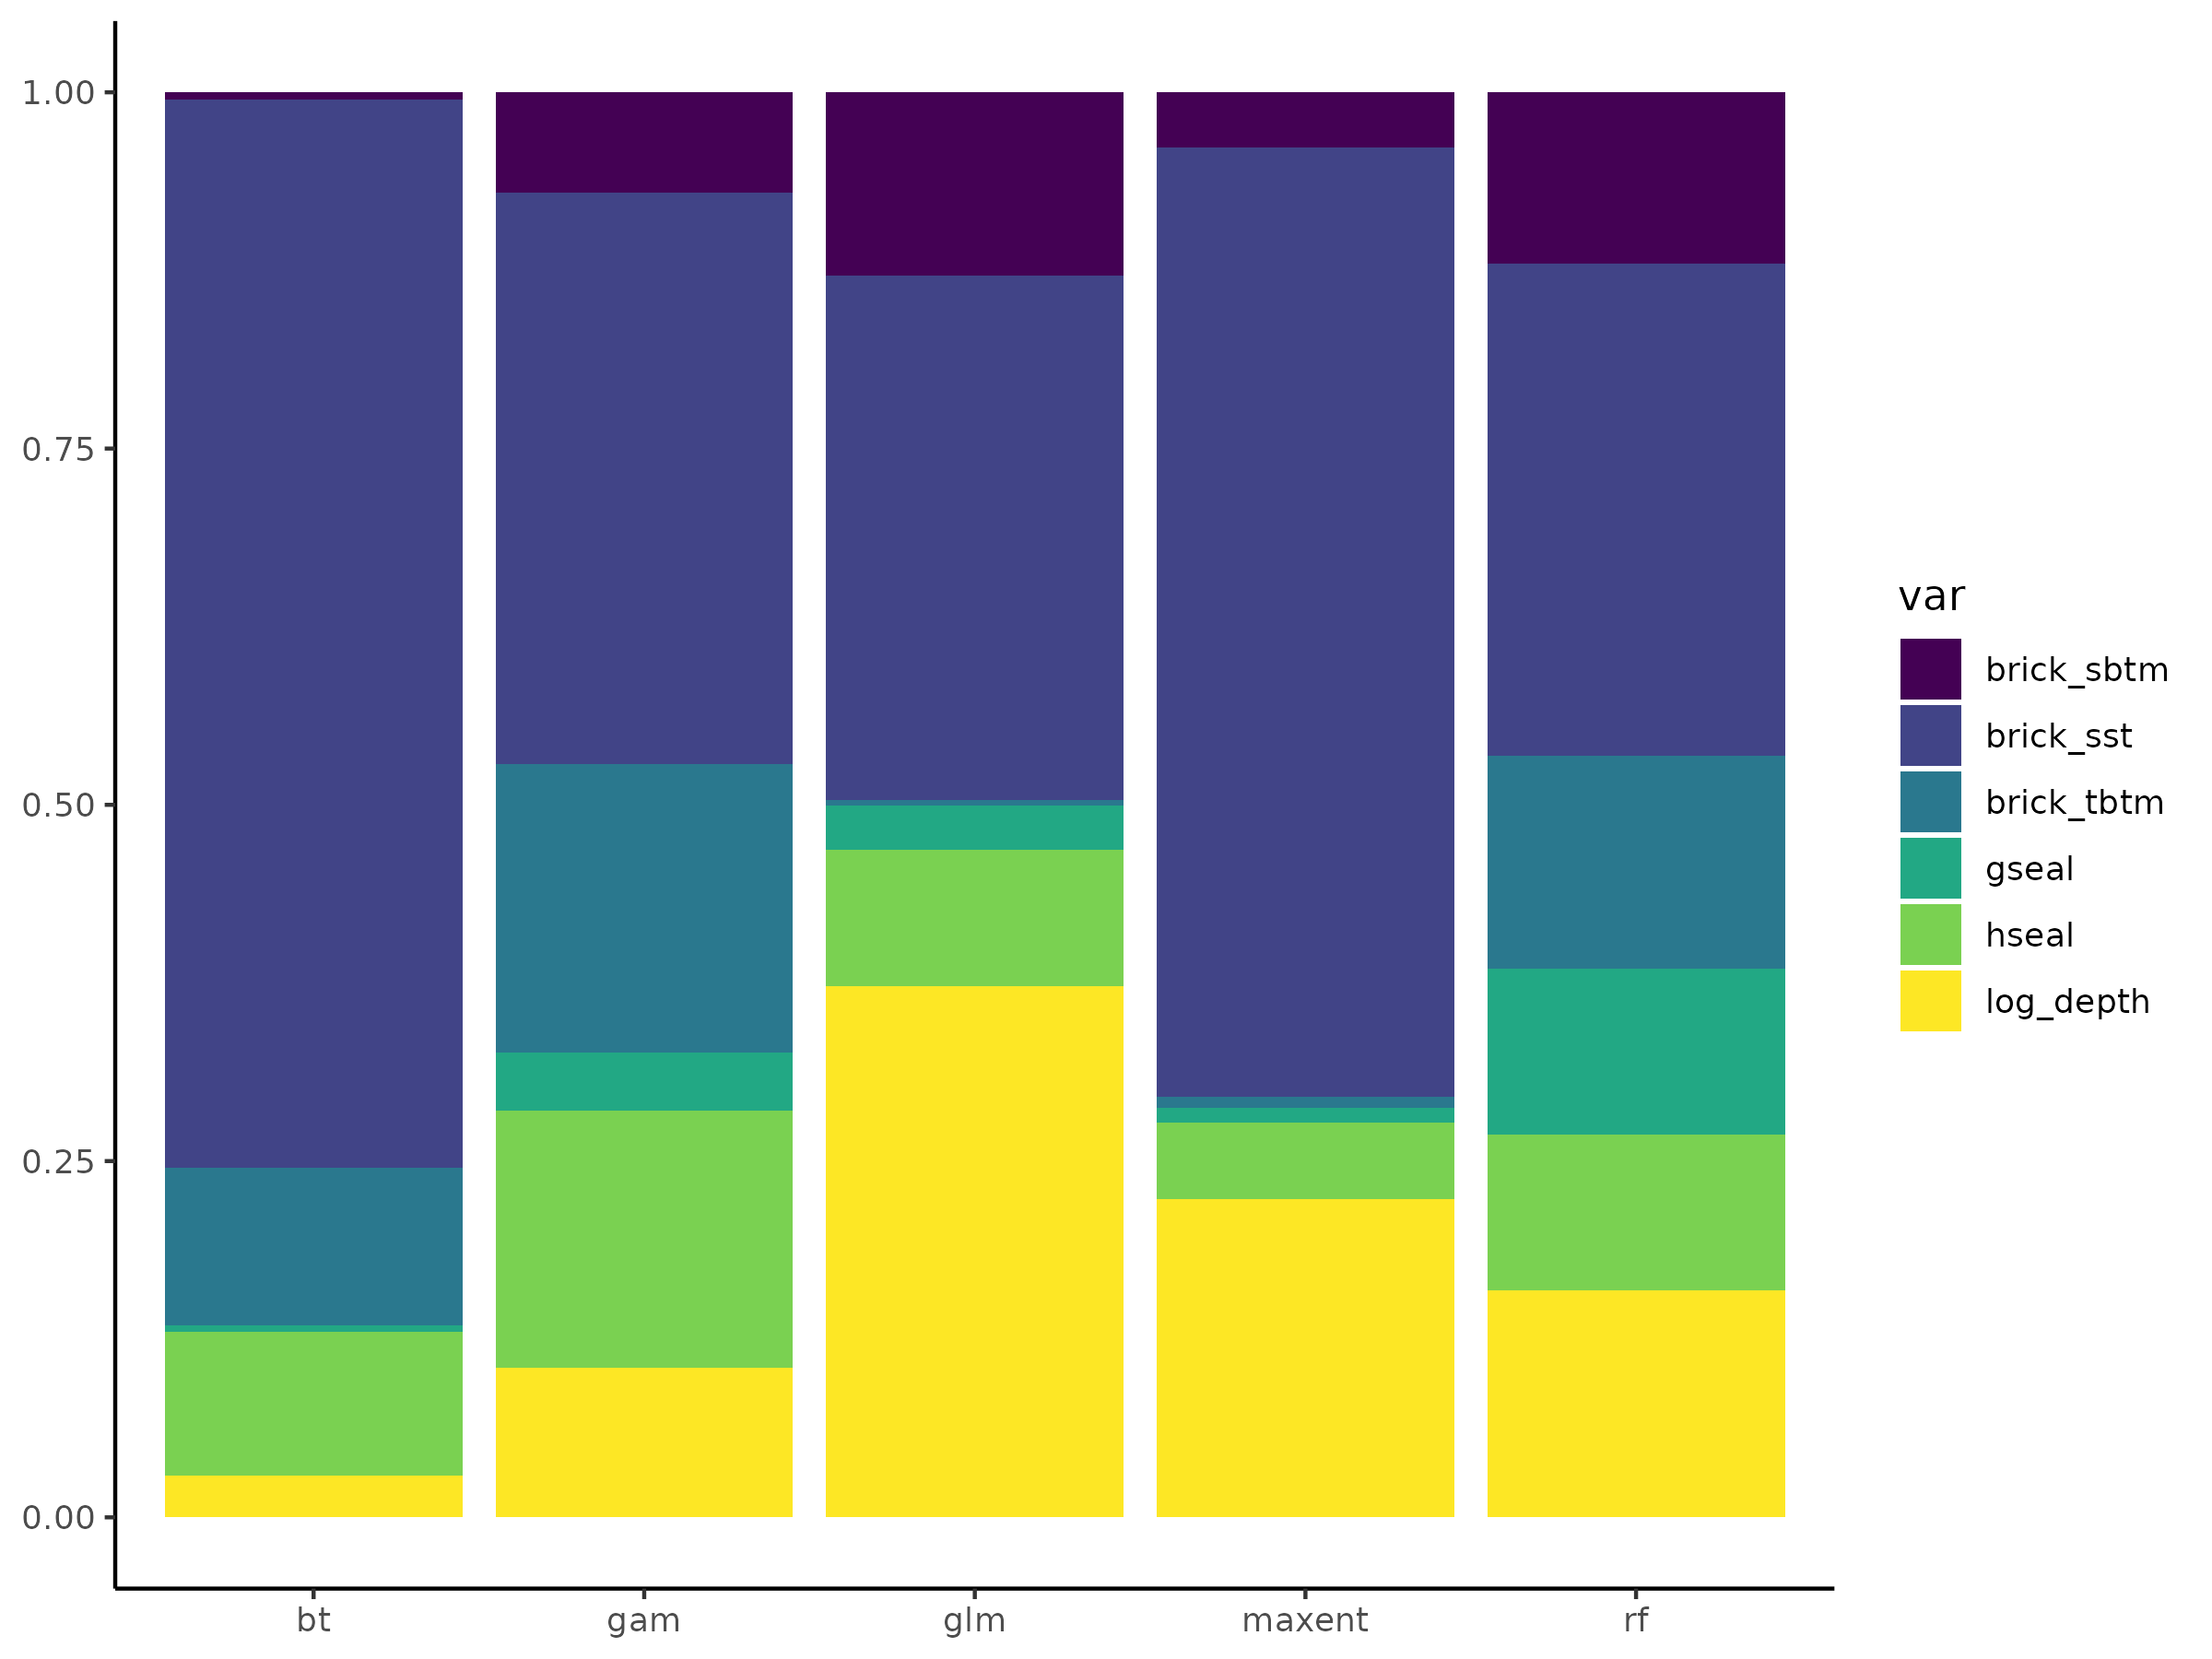 1.00
0.75
0.50
0.25
0.00
bt
gam
glm
maxent
rf
var
brick_sbtm
brick_sst
brick_tbtm
gseal
hseal
log_depth